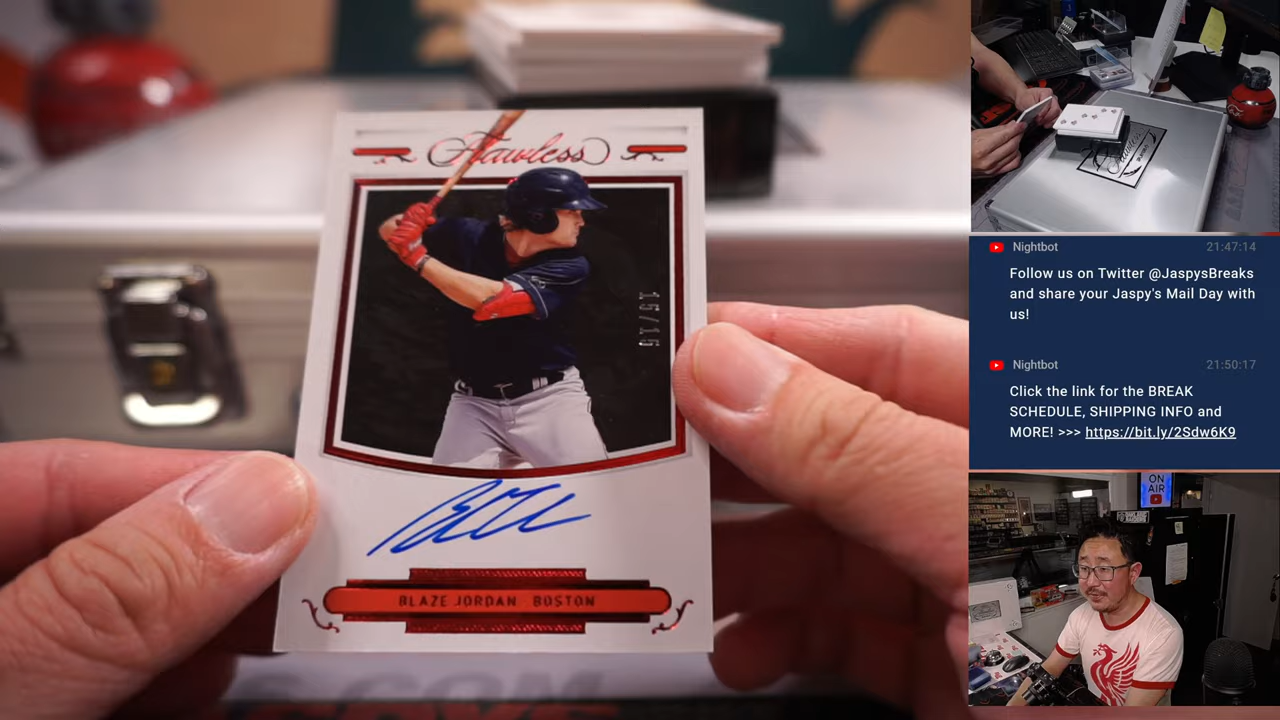 Flawless
15/15
BLAZE JORDAN BOSTON
Nightbot 21:47:14
Follow us on Twitter @JaspysBreaks
and share your Jaspy's Mail Day with
us!
Nightbot 21:50:17
Click the link for the BREAK
SCHEDULE, SHIPPING INFO and
MORE! >>> https://bit.ly/2Sdw6K9
ON
AIR